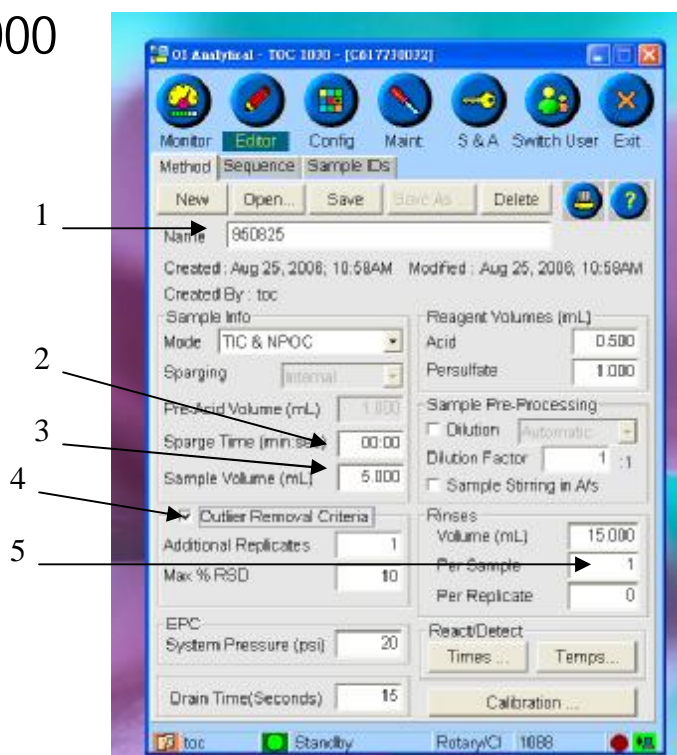 000
OI Analytical - TOC 1030 - [C617730032]
Monitor Editor Config Maint. S & A Switch User Exit
Method Sequence Sample IDs
New Open... Save Save As ... Delete ?
1
Name 950825
Created : Aug 25, 2006; 10:58AM Modified : Aug 25, 2006; 10:58AM
Created By : toc
Sample Info
Mode TIC & NPOC
Sparging Internal
Pre-Acid Volume (mL) 1.000
2
Sparge Time (min:sec) 00:00
3
Sample Volume (mL) 5.000
4
Outlier Removal Criteria
Additional Replicates 1
5
Max % RSD 10
EPC
System Pressure (psi) 20
Drain Time(Seconds) 15
Reagent Volumes (mL)
Acid 0.500
Persulfate 1.000
Sample Pre-Processing
Dilution Automatic
Dilution Factor 1 :1
Sample Stirring in A/s
Rinses
Volume (mL) 15.000
Per Sample 1
Per Replicate 0
React/Detect
Times ... Temps...
Calibration ...
toc Standby Rotary/Cl 1088